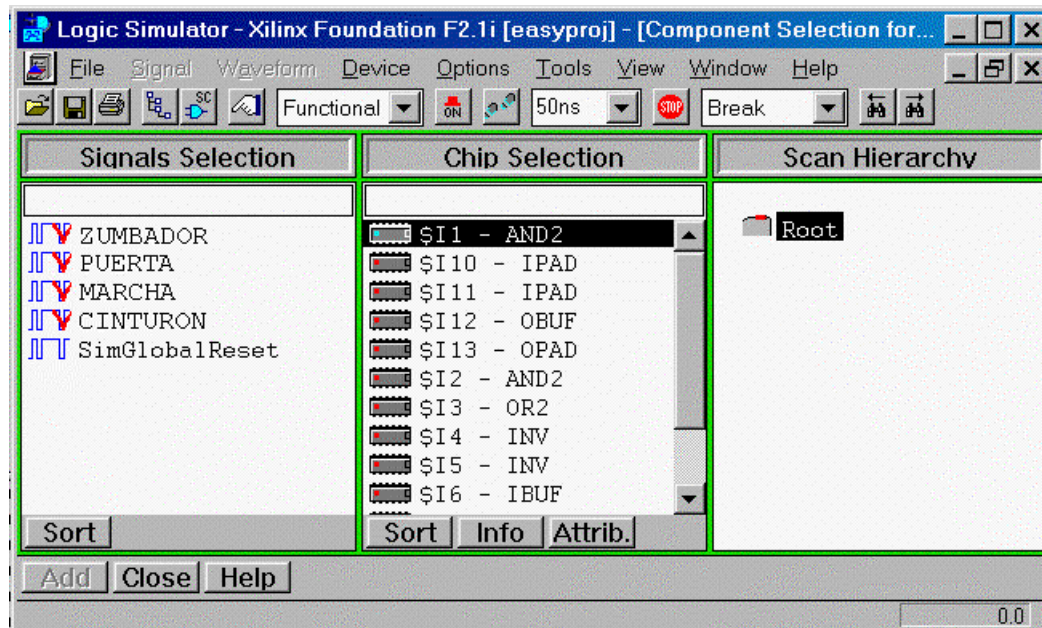 Logic Simulator - Xilinx Foundation F2.1i [easyproj] - [Component Selection for...
File Signal Waveform Device Options Tools View Window Help
SC Functional ON 50ns STOP Break
Signals Selection
ZUMBADOR
PUERTA
MARCHA
CINTURON
SimGlobalReset
Sort
Chip Selection
$I1 - AND2
$I10 - IPAD
$I11 - IPAD
$I12 - OBUF
$I13 - OPAD
$I2 - AND2
$I3 - OR2
$I4 - INV
$I5 - INV
$I6 - IBUF
Sort Info Attrib.
Scan Hierarchy
Root
Add Close Help
0.0